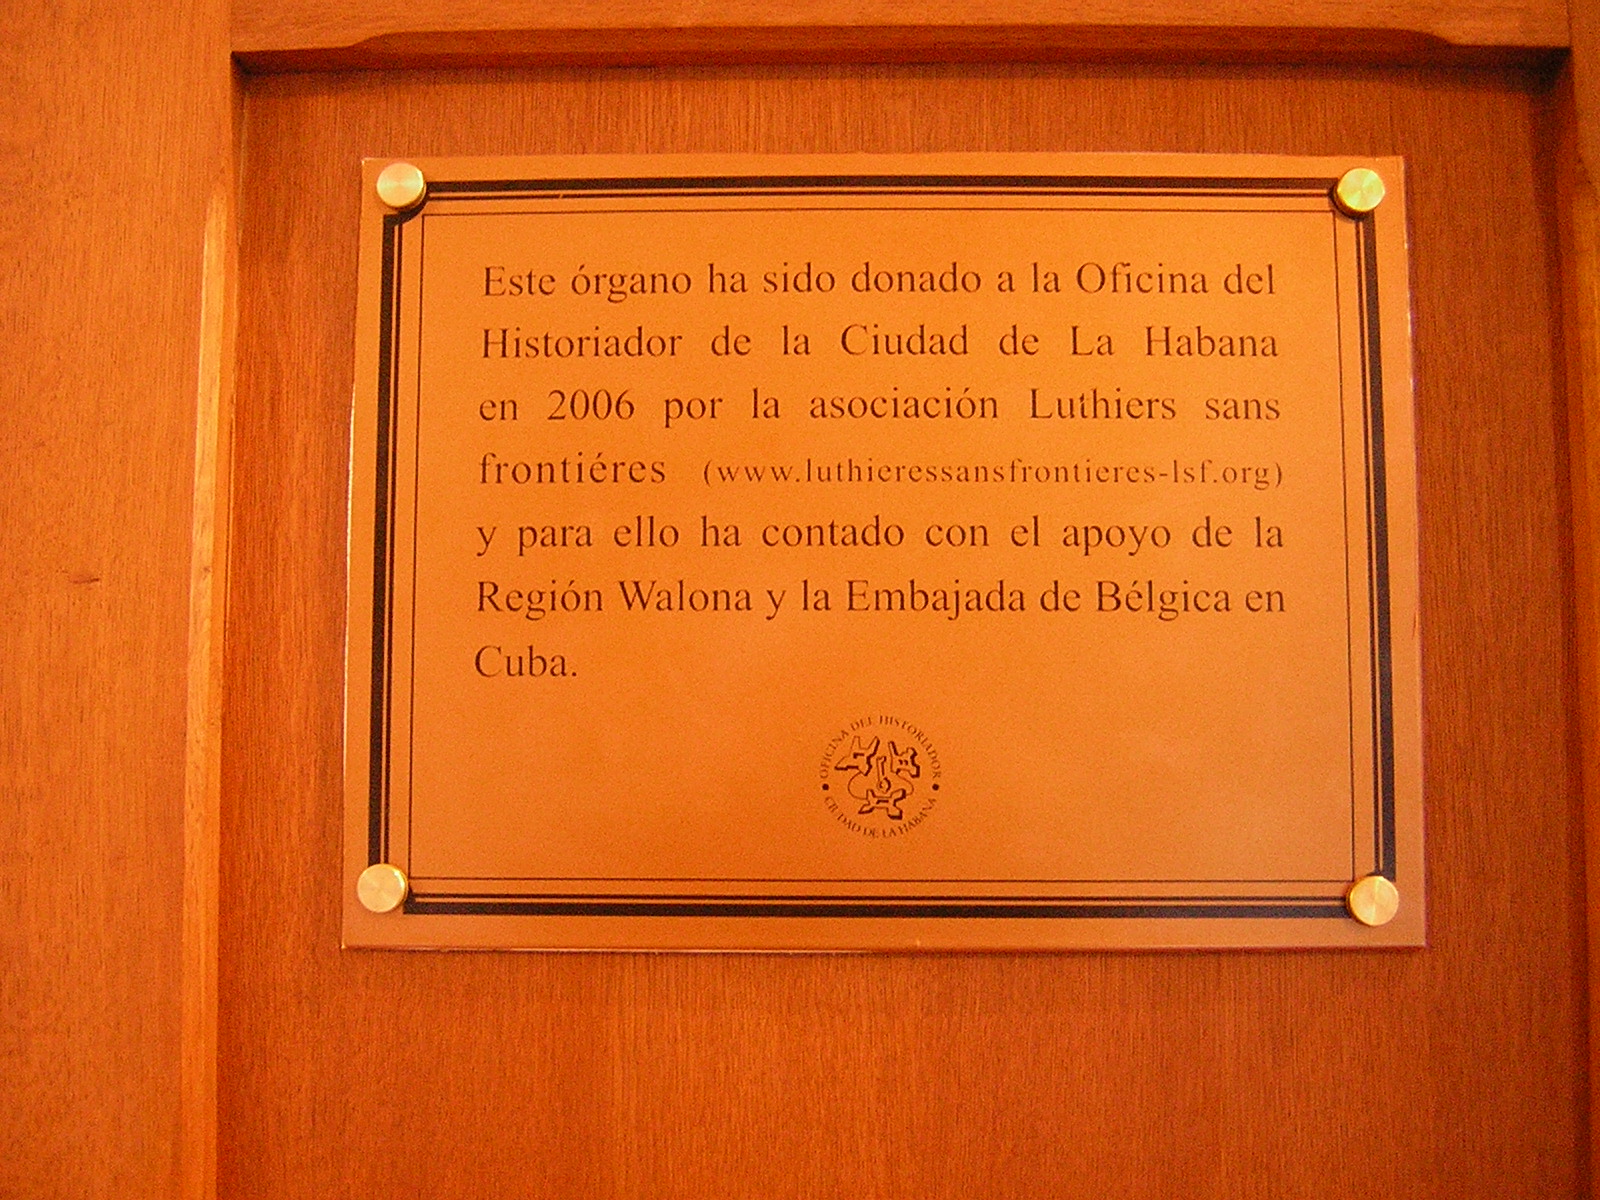 Este órgano ha sido donado a la Oficina del
Historiador de la Ciudad de La Habana
en 2006 por la asociación Luthiers sans
frontiéres (www.luthieressansfrontieres-lsf.org)
y para ello ha contado con el apoyo de la
Región Walona y la Embajada de Bélgica en
Cuba.
OFICINA DEL HISTORIADOR
CIUDAD DE LA HABANA